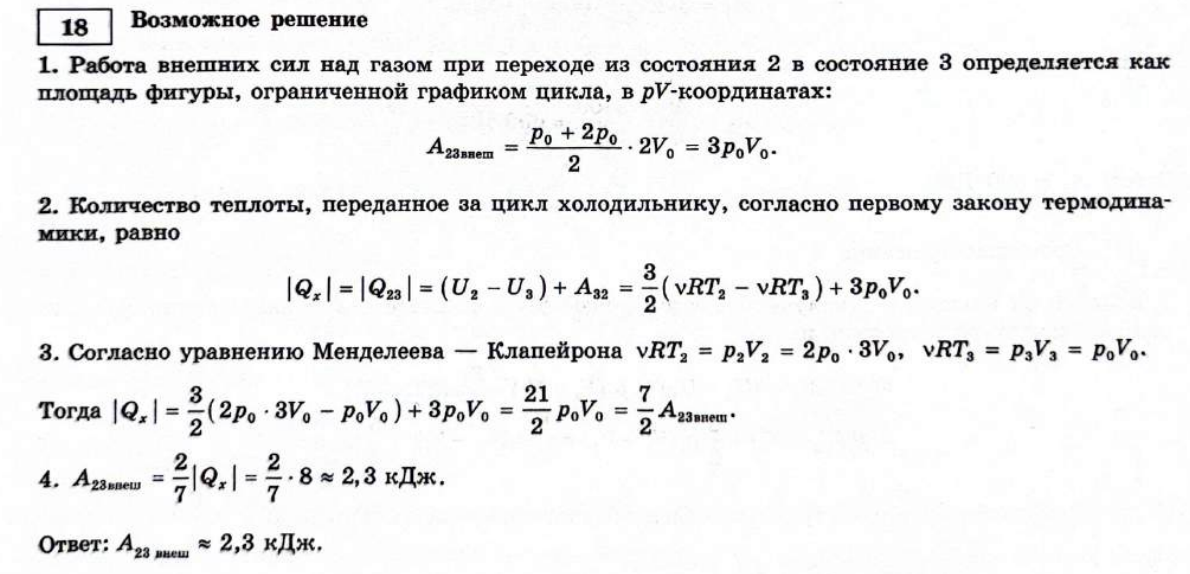 18 Возможное решение
1. Работа внешних сил над газом при переходе из состояния 2 в состояние 3 определяется как
площадь фигуры, ограниченной графиком цикла, в pV-координатах:
A₂₃внеш = (p₀ + 2p₀)/2 · 2V₀ = 3p₀V₀.
2. Количество теплоты, переданное за цикл холодильнику, согласно первому закону термодина-
мики, равно
|Qₓ| = |Q₂₃| = (U₂ − U₃) + A₃₂ = 3/2 (νRT₂ − νRT₃) + 3p₀V₀.
3. Согласно уравнению Менделеева — Клапейрона νRT₂ = p₂V₂ = 2p₀ · 3V₀, νRT₃ = p₃V₃ = p₀V₀.
Тогда |Qₓ| = 3/2 (2p₀ · 3V₀ − p₀V₀) + 3p₀V₀ = 21/2 p₀V₀ = 7/2 A₂₃внеш.
4. A₂₃внеш = 2/7 |Qₓ| = 2/7 · 8 ≈ 2,3 кДж.
Ответ: A₂₃ внеш ≈ 2,3 кДж.